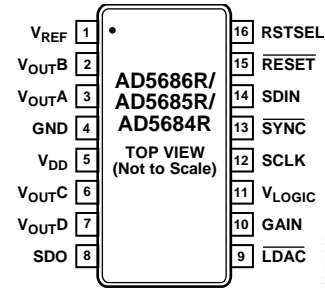 VREF 1
VOUTB 2
VOUTA 3
GND 4
VDD 5
VOUTC 6
VOUTD 7
SDO 8
AD5686R/
AD5685R/
AD5684R
TOP VIEW
(Not to Scale)
16 RSTSEL
15 RESET
14 SDIN
13 SYNC
12 SCLK
11 VLOGIC
10 GAIN
9 LDAC